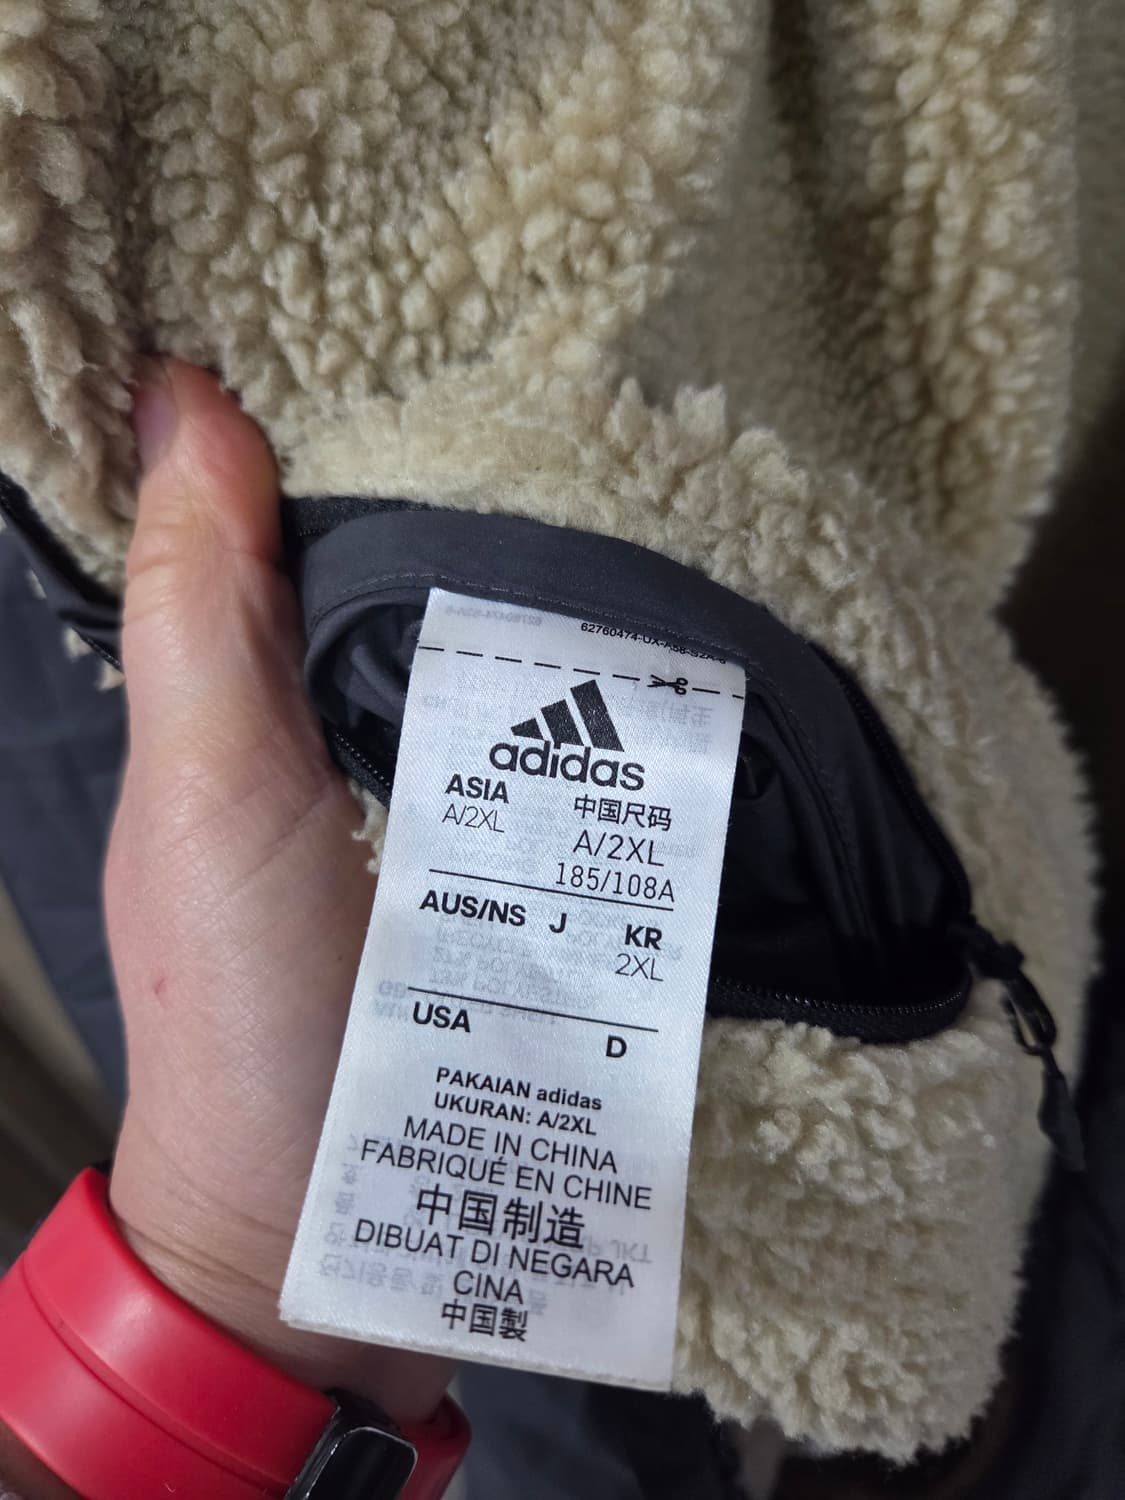 62760474-UX-A58-S2A-6
adidas
ASIA
A/2XL
中国尺码
A/2XL
185/108A
AUS/NS J KR
2XL
USA
D
PAKAIAN adidas
UKURAN: A/2XL
MADE IN CHINA
FABRIQUÉ EN CHINE
中国制造
DIBUAT DI NEGARA
CINA
中国製